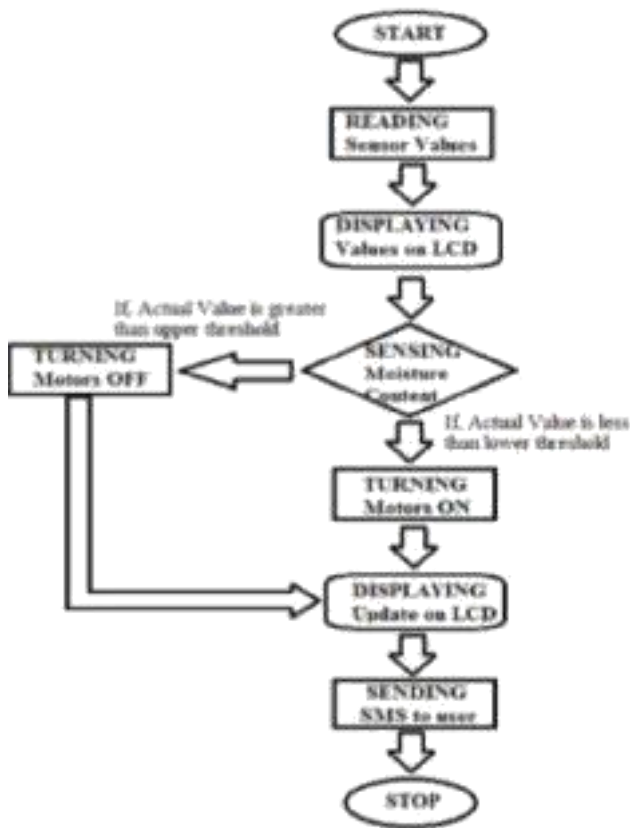 START
READING
Sensor Values
DISPLAYING
Values on LCD
If, Actual Value is greater
than upper threshold
TURNING
Motors OFF
SENSING
Moisture
Content
If, Actual Value is less
than lower threshold
TURNING
Motors ON
DISPLAYING
Update on LCD
SENDING
SMS to user
STOP